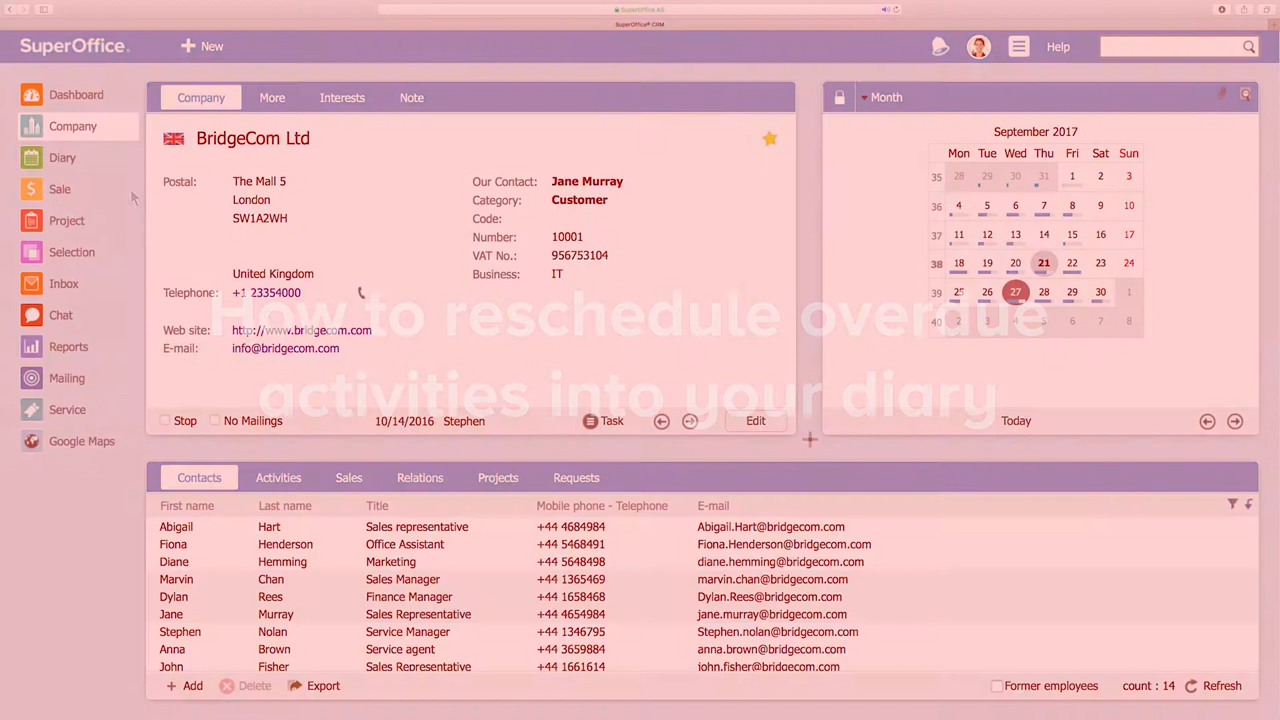 SuperOffice AS
SuperOffice® CRM
SuperOffice.
New
Help
Dashboard
Company
Diary
Sale
Project
Selection
Inbox
Chat
Reports
Mailing
Service
Google Maps
Company More Interests Note
BridgeCom Ltd
Postal: The Mall 5
London
SW1A2WH
United Kingdom
Telephone: +1 23354000
Web site: http://www.bridgecom.com
E-mail: info@bridgecom.com
Our Contact: Jane Murray
Category: Customer
Code:
Number: 10001
VAT No.: 956753104
Business: IT
Stop No Mailings 10/14/2016 Stephen Task Edit
Month
September 2017
Mon Tue Wed Thu Fri Sat Sun
35 28 29 30 31 1 2 3
36 4 5 6 7 8 9 10
37 11 12 13 14 15 16 17
38 18 19 20 21 22 23 24
39 25 26 27 28 29 30 1
40 2 3 4 5 6 7 8
Today
How to reschedule overdue
activities into your diary
Contacts Activities Sales Relations Projects Requests
First name Last name Title Mobile phone - Telephone E-mail
Abigail Hart Sales representative +44 4684984 Abigail.Hart@bridgecom.com
Fiona Henderson Office Assistant +44 5468491 Fiona.Henderson@bridgecom.com
Diane Hemming Marketing +44 5648498 diane.hemming@bridgecom.com
Marvin Chan Sales Manager +44 1365469 marvin.chan@bridgecom.com
Dylan Rees Finance Manager +44 1658468 Dylan.Rees@bridgecom.com
Jane Murray Sales Representative +44 4654984 jane.murray@bridgecom.com
Stephen Nolan Service Manager +44 1346795 Stephen.nolan@bridgecom.com
Anna Brown Service agent +44 3659884 anna.brown@bridgecom.com
John Fisher Sales Representative +44 1661614 john.fisher@bridgecom.com
Add Delete Export Former employees count : 14 Refresh